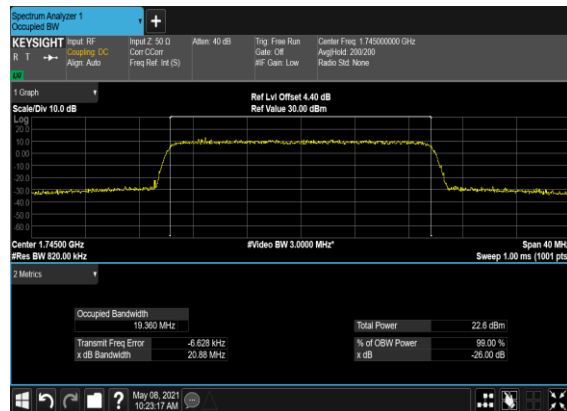 Spectrum Analyzer 1
Occupied BW
+
KEYSIGHT Input: RF Input Z: 50 Ω Atten: 40 dB Trig: Free Run Center Freq: 1.745000000 GHz
R T Coupling: DC Corr CCorr Gate: Off Avg|Hold: 200/200
Align: Auto Freq Ref: Int (S) #IF Gain: Low Radio Std: None
LW
1 Graph
Ref Lvl Offset 4.40 dB
Scale/Div 10.0 dB Ref Value 30.00 dBm
Log
20.0
10.0
0.00
-10.0
-20.0
-30.0
-40.0
-50.0
-60.0
Center 1.74500 GHz #Video BW 3.0000 MHz* Span 40 MHz
#Res BW 820.00 kHz Sweep 1.00 ms (1001 pts
2 Metrics
Occupied Bandwidth
19.360 MHz Total Power 22.6 dBm
Transmit Freq Error -6.628 kHz % of OBW Power 99.00 %
x dB Bandwidth 20.88 MHz x dB -26.00 dB
? May 08, 2021
10:23:17 AM